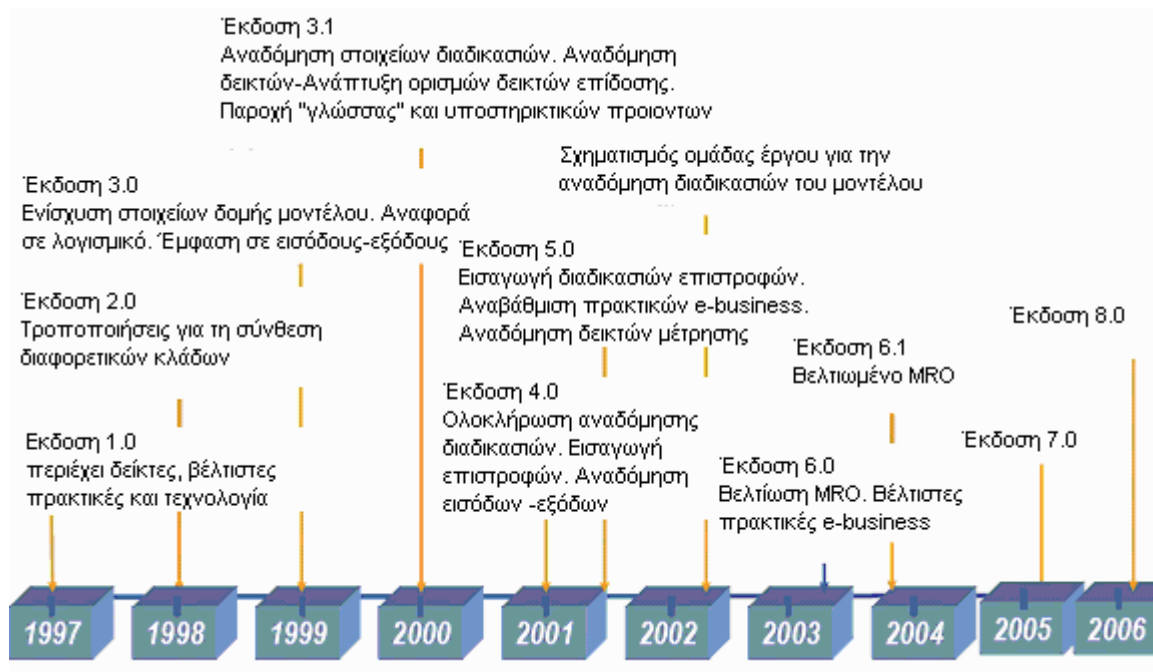 Έκδοση 3.1
Αναδόμηση στοιχείων διαδικασιών. Αναδόμηση
δεικτών-Ανάπτυξη ορισμών δεικτών επίδοσης.
Παροχή "γλώσσας" και υποστηρικτικών προιοντων
Σχηματισμός ομάδας έργου για την
αναδόμηση διαδικασιών του μοντέλου
Έκδοση 3.0
Ενίσχυση στοιχείων δομής μοντέλου. Αναφορά
σε λογισμικό. Έμφαση σε εισόδους-εξόδους
Έκδοση 5.0
Εισαγωγή διαδικασιών επιστροφών.
Αναβάθμιση πρακτικών e-business.
Αναδόμηση δεικτών μέτρησης
Έκδοση 2.0
Τροποποιήσεις για τη σύνθεση
διαφορετικών κλάδων
Έκδοση 8.0
Έκδοση 6.1
Βελτιωμένο MRO
Έκδοση 4.0
Ολοκλήρωση αναδόμησης
διαδικασιών. Εισαγωγή
επιστροφών. Αναδόμηση
εισόδων -εξόδων
Εκδοση 1.0
περιέχει δείκτες, βέλτιστες
πρακτικές και τεχνολογία
Έκδοση 7.0
Έκδοση 6.0
Βελτίωση MRO. Βέλτιστες
πρακτικές e-business
1997
1998
1999
2000
2001
2002
2003
2004
2005
2006